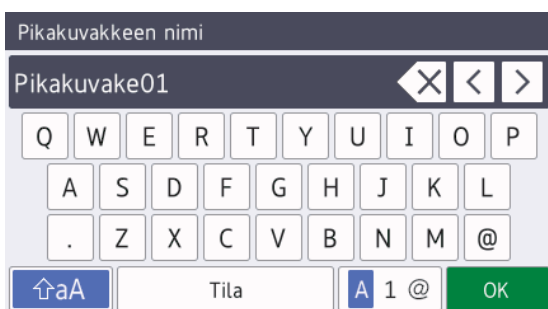 Pikakuvakkeen nimi
Pikakuvake01
Q W E R T Y U I O P
A S D F G H J K L
. Z X C V B N M @
aA Tila A 1 @ OK